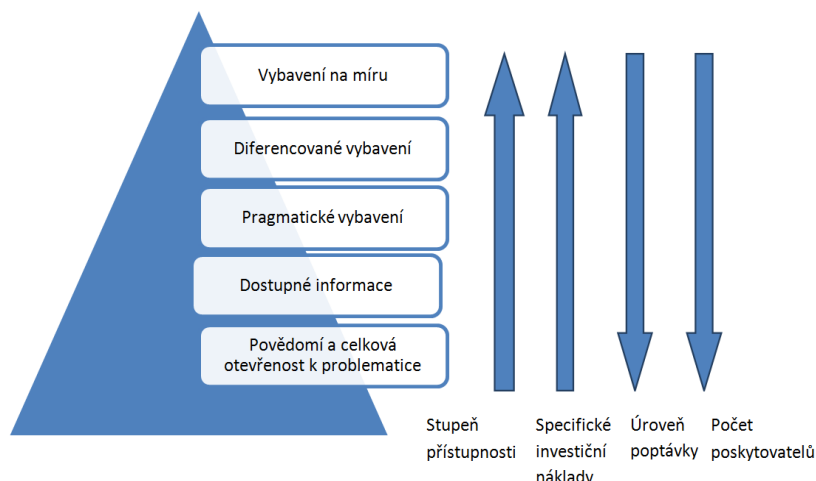 Vybavení na míru
Diferencované vybavení
Pragmatické vybavení
Dostupné informace
Povědomí a celková
otevřenost k problematice
Stupeň
přístupnosti
Specifické
investiční
náklady
Úroveň
poptávky
Počet
poskytovatelů